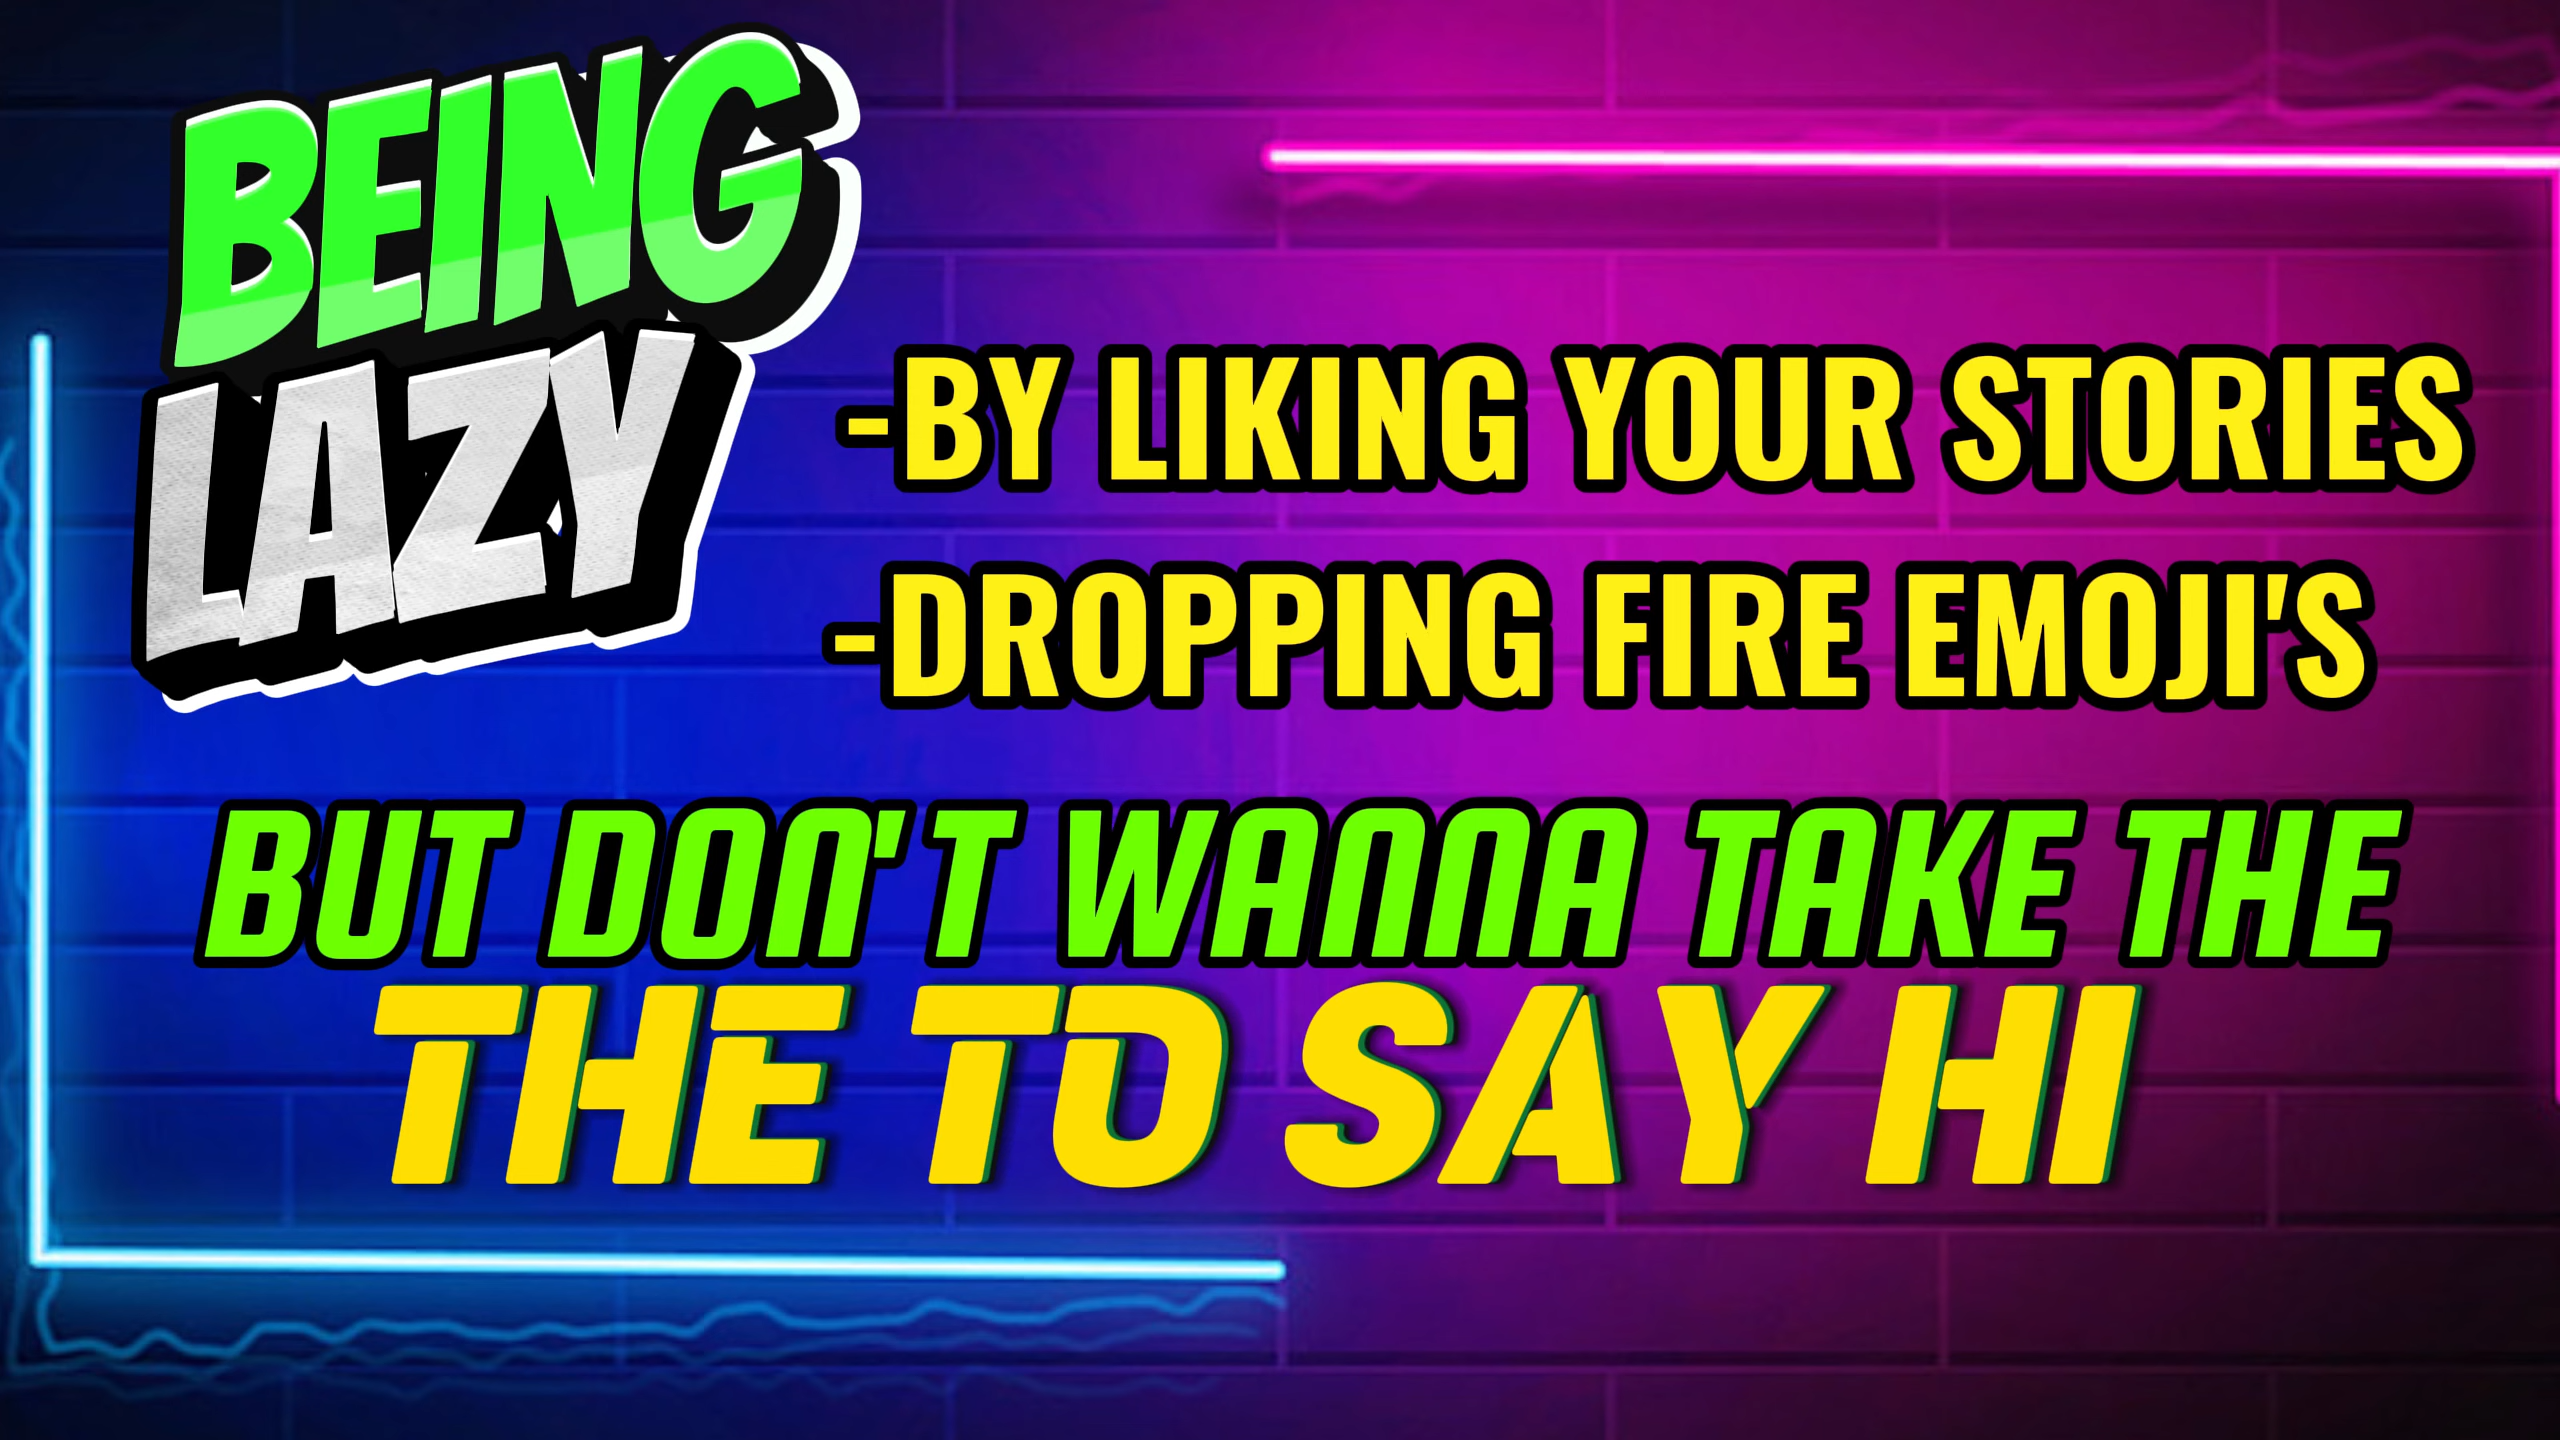 BEING
LAZY
-BY LIKING YOUR STORIES
-DROPPING FIRE EMOJI'S
BUT DON'T WANNA TAKE THE
THE TO SAY HI